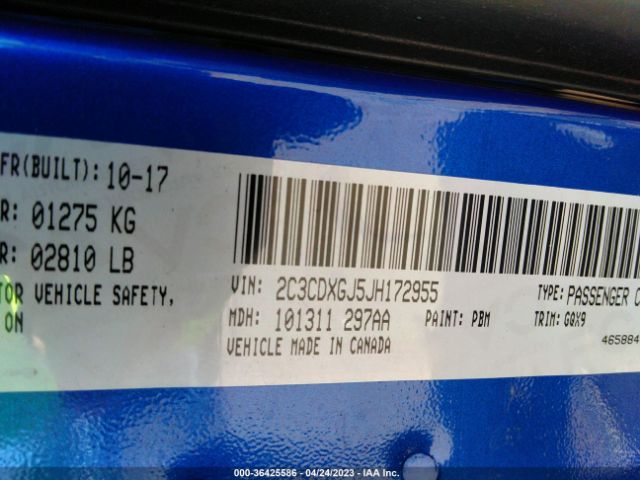 FR(BUILT): 10-17
R: 01275 KG
R: 02810 LB
TOR VEHICLE SAFETY,
ON
VIN: 2C3CDXGJ5JH172955
TYPE: PASSENGER C
MDH: 101311 297AA
PAINT: PBM
TRIM: GQX9
VEHICLE MADE IN CANADA
465884
000-36425586 - 04/24/2023 - IAA Inc.